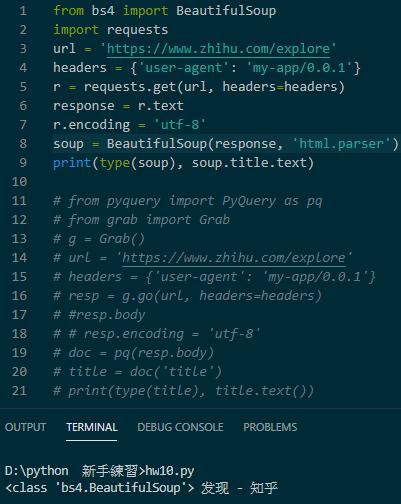 1 from bs4 import BeautifulSoup
2 import requests
3 url = 'https://www.zhihu.com/explore'
4 headers = {'user-agent': 'my-app/0.0.1'}
5 r = requests.get(url, headers=headers)
6 response = r.text
7 r.encoding = 'utf-8'
8 soup = BeautifulSoup(response, 'html.parser')
9 print(type(soup), soup.title.text)
10
11 # from pyquery import PyQuery as pq
12 # from grab import Grab
13 # g = Grab()
14 # url = 'https://www.zhihu.com/explore'
15 # headers = {'user-agent': 'my-app/0.0.1'}
16 # resp = g.go(url, headers=headers)
17 # #resp.body
18 # # resp.encoding = 'utf-8'
19 # doc = pq(resp.body)
20 # title = doc('title')
21 # print(type(title), title.text())
OUTPUT TERMINAL DEBUG CONSOLE PROBLEMS
D:\python 新手練習>hw10.py
<class 'bs4.BeautifulSoup'> 发现 - 知乎